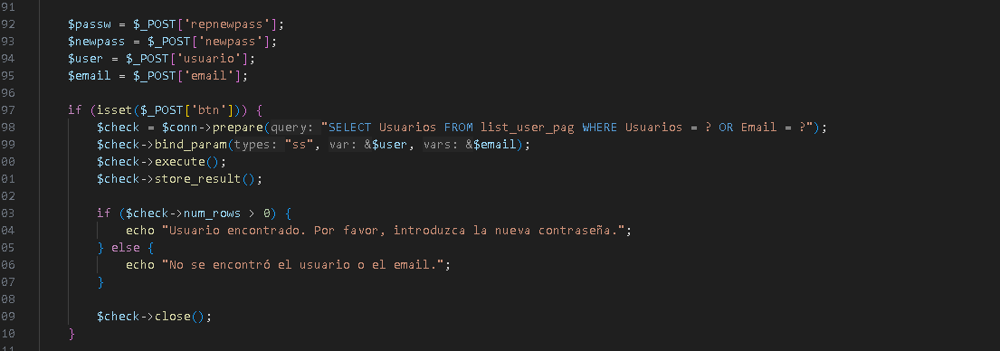 91
92 $passw = $_POST['repnewpass'];
93 $newpass = $_POST['newpass'];
94 $user = $_POST['usuario'];
95 $email = $_POST['email'];
96
97 if (isset($_POST['btn'])) {
98 $check = $conn->prepare(query: "SELECT Usuarios FROM list_user_pag WHERE Usuarios = ? OR Email = ?");
99 $check->bind_param(types: "ss", var: &$user, vars: &$email);
00 $check->execute();
01 $check->store_result();
02
03 if ($check->num_rows > 0) {
04 echo "Usuario encontrado. Por favor, introduzca la nueva contraseña.";
05 } else {
06 echo "No se encontró el usuario o el email.";
07 }
08
09 $check->close();
10 }